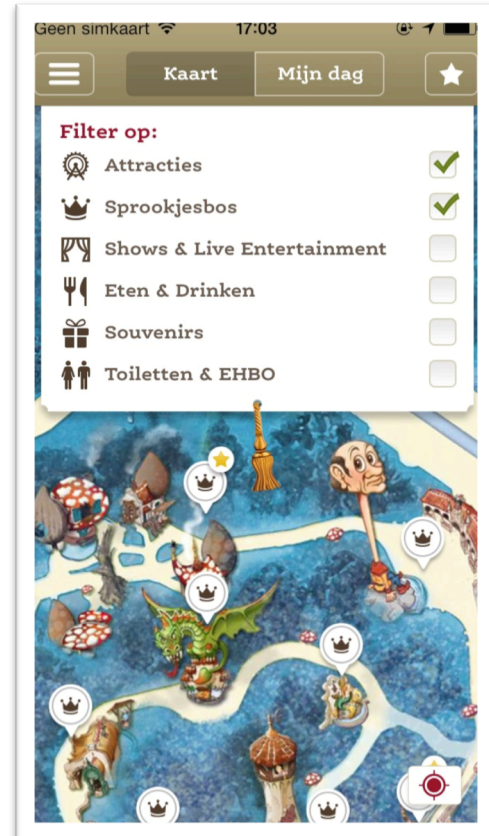 Geen simkaart 17:03
Kaart Mijn dag
Filter op:
Attracties
Sprookjesbos
Shows & Live Entertainment
Eten & Drinken
Souvenirs
Toiletten & EHBO